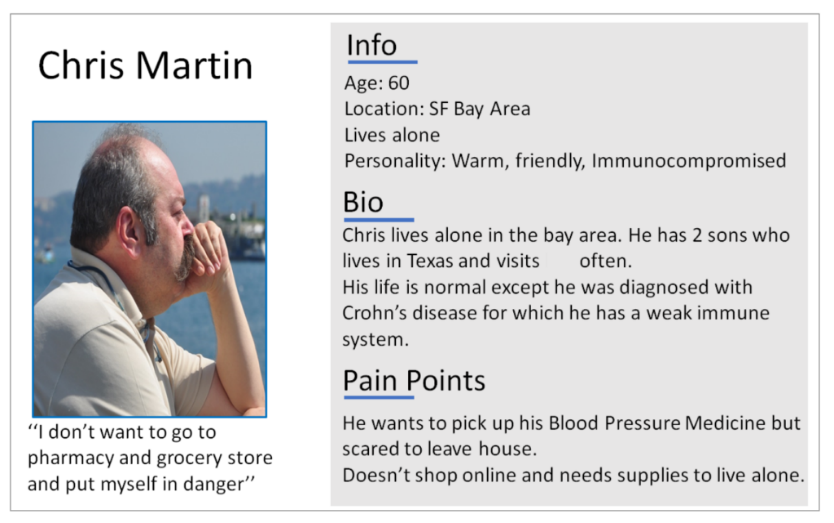 Chris Martin
"I don't want to go to
pharmacy and grocery store
and put myself in danger"
Info
Age: 60
Location: SF Bay Area
Lives alone
Personality: Warm, friendly, Immunocompromised
Bio
Chris lives alone in the bay area. He has 2 sons who
lives in Texas and visits often.
His life is normal except he was diagnosed with
Crohn's disease for which he has a weak immune
system.
Pain Points
He wants to pick up his Blood Pressure Medicine but
scared to leave house.
Doesn't shop online and needs supplies to live alone.